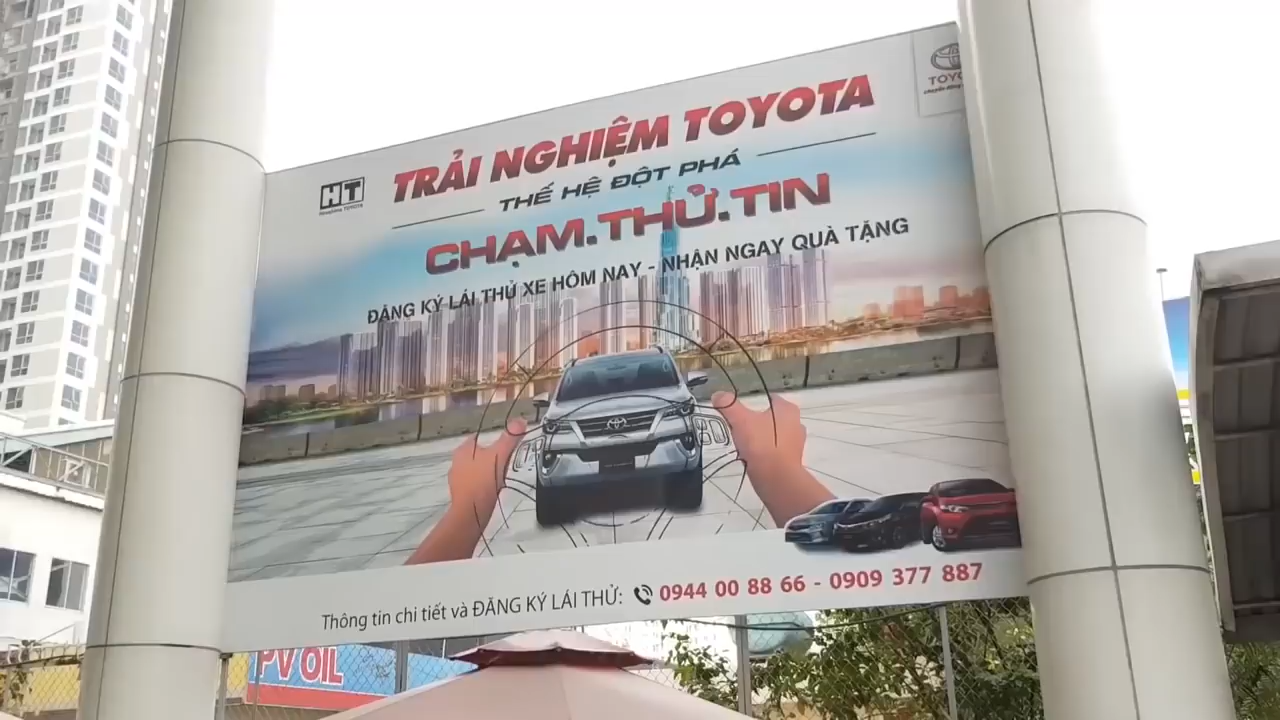 TRẢI NGHIỆM TOYOTA
THẾ HỆ ĐỘT PHÁ
CHẠM.THỬ.TIN
ĐĂNG KÝ LÁI THỬ XE HÔM NAY - NHẬN NGAY QUÀ TẶNG
HT
TOYO
Thông tin chi tiết và ĐĂNG KÝ LÁI THỬ: 0944 00 88 66 - 0909 377 887
PV OIL